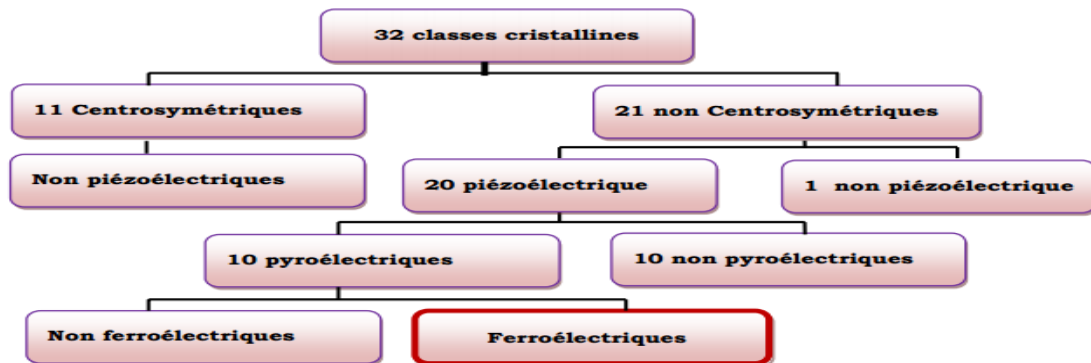 32 classes cristallines
11 Centrosymétriques
21 non Centrosymétriques
Non piézoélectriques
20 piézoélectrique
1 non piézoélectrique
10 pyroélectriques
10 non pyroélectriques
Non ferroélectriques
Ferroélectriques